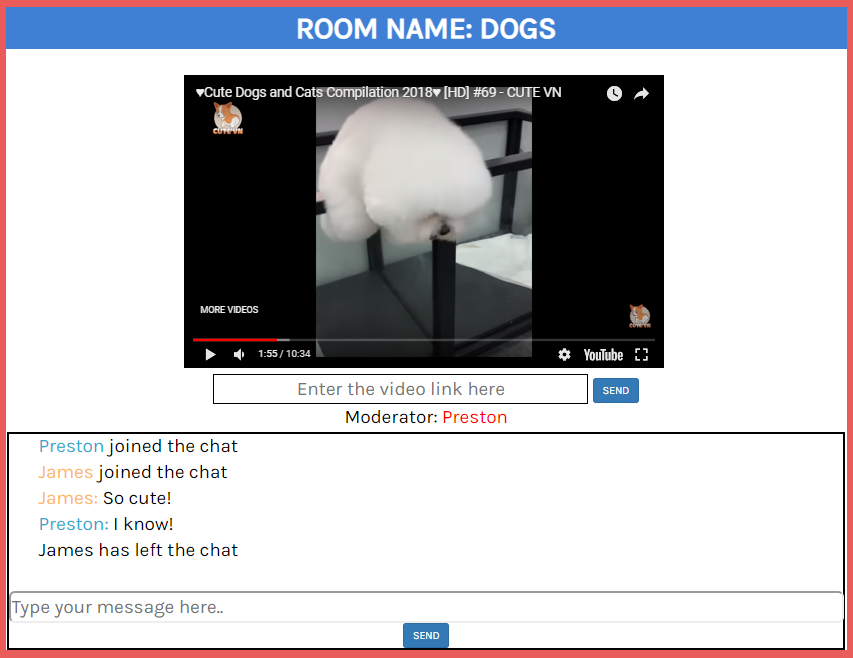 ROOM NAME: DOGS
♥Cute Dogs and Cats Compilation 2018♥ [HD] #69 - CUTE VN
CUTE VN
MORE VIDEOS
CUTE VN
1:55 / 10:34
YouTube
Enter the video link here
SEND
Moderator: Preston
Preston joined the chat
James joined the chat
James: So cute!
Preston: I know!
James has left the chat
Type your message here..
SEND